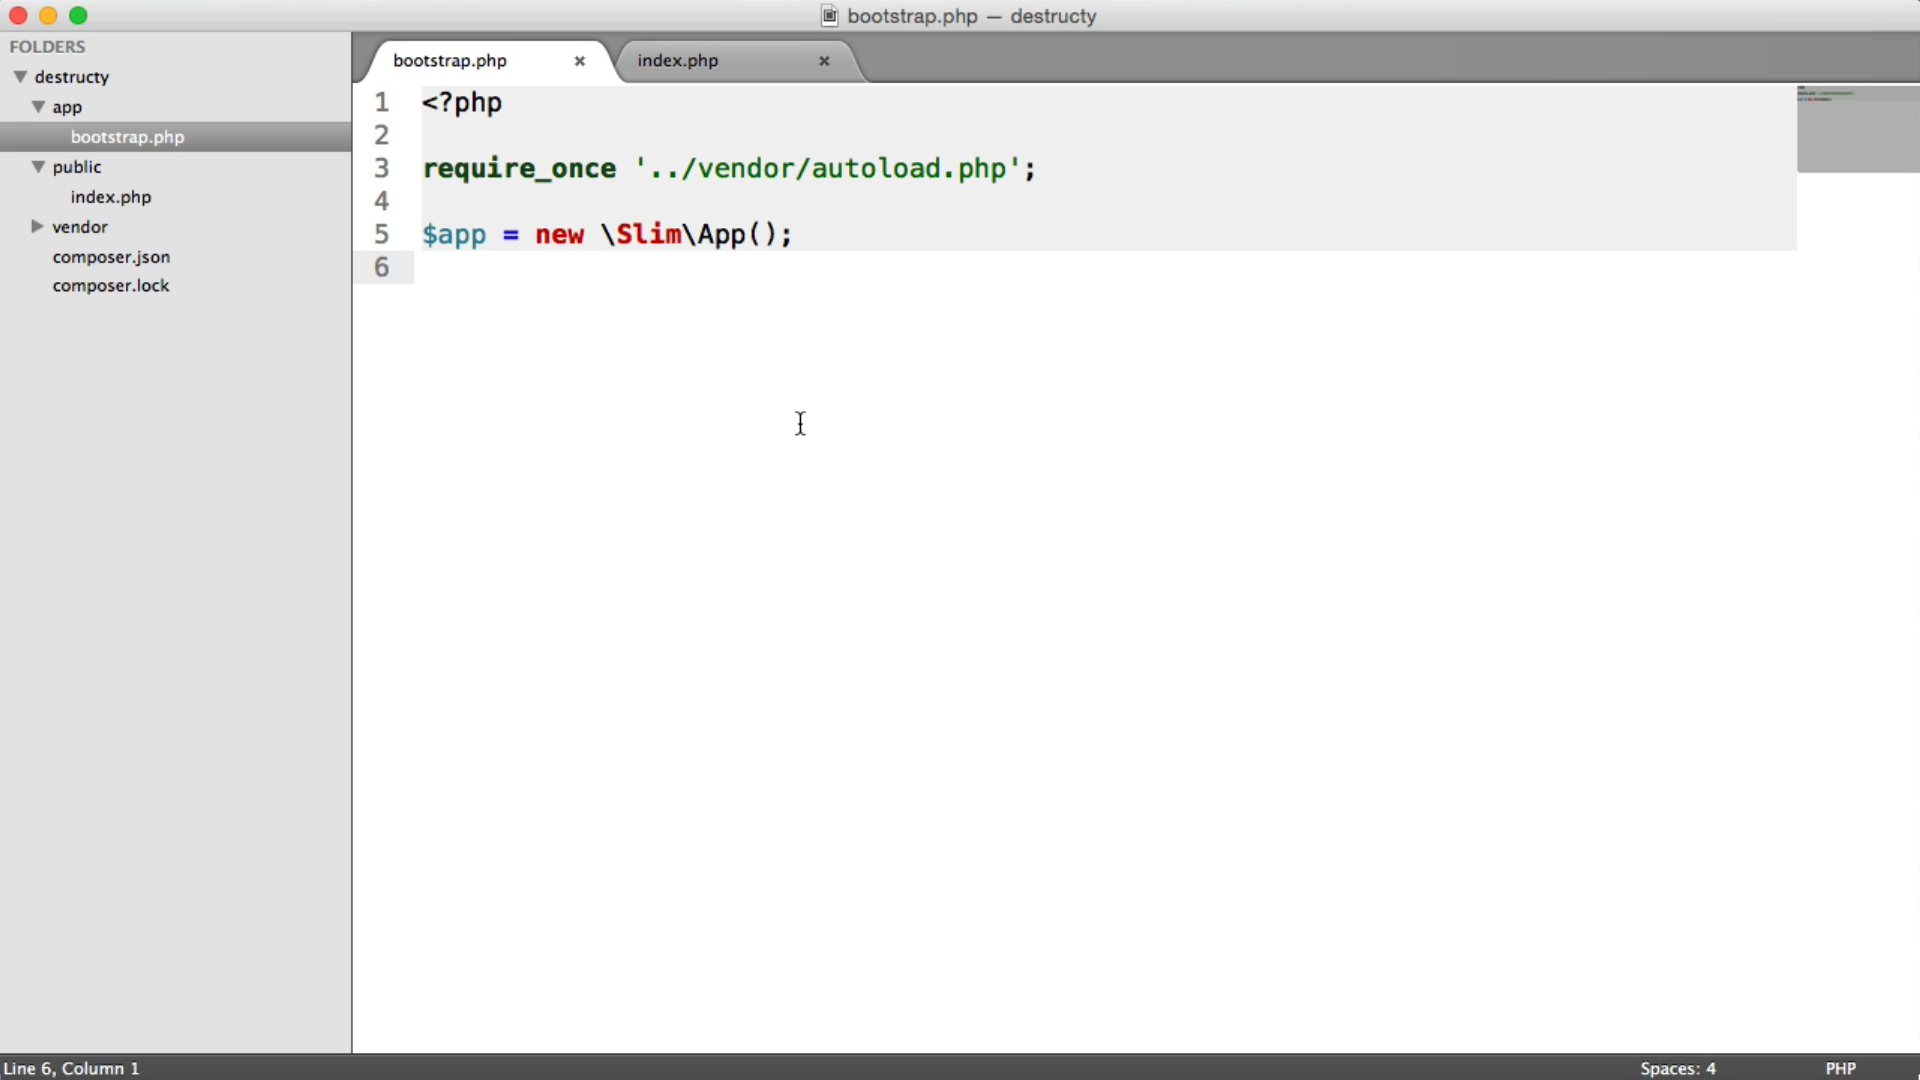 bootstrap.php — destructy
FOLDERS
destructy
app
bootstrap.php
public
index.php
vendor
composer.json
composer.lock
bootstrap.php ×
index.php ×
1 <?php
2
3 require_once '../vendor/autoload.php';
4
5 $app = new \Slim\App();
6
Line 6, Column 1
Spaces: 4
PHP